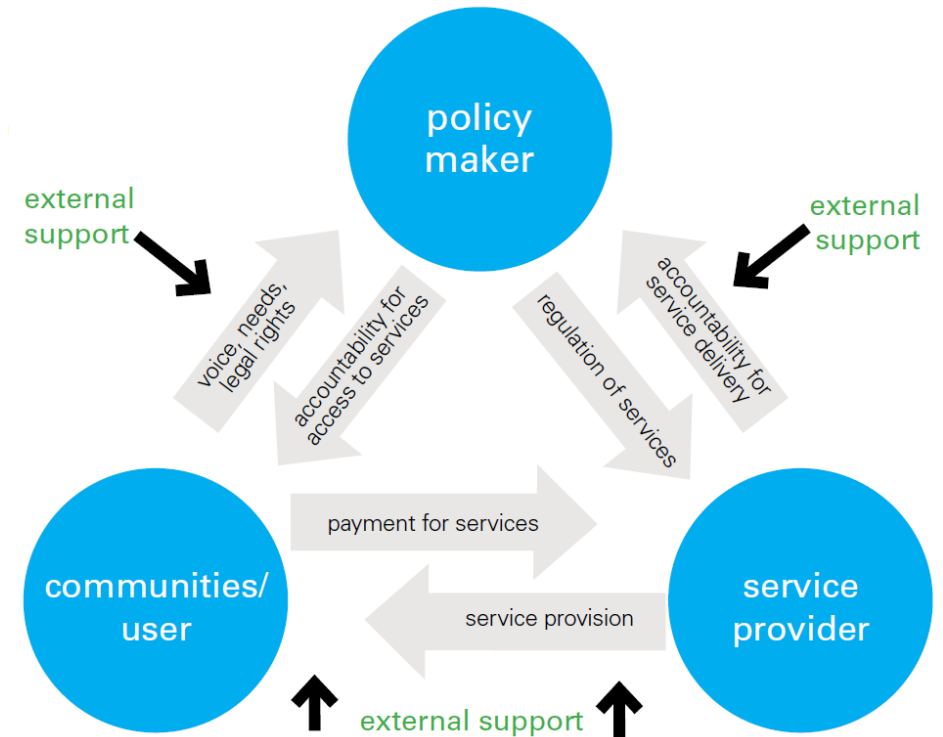 policy
maker
external
support
external
support
voice, needs,
legal rights
accountability for
access to services
regulation of services
accountability for
service delivery
payment for services
communities/
user
service provision
service
provider
external support